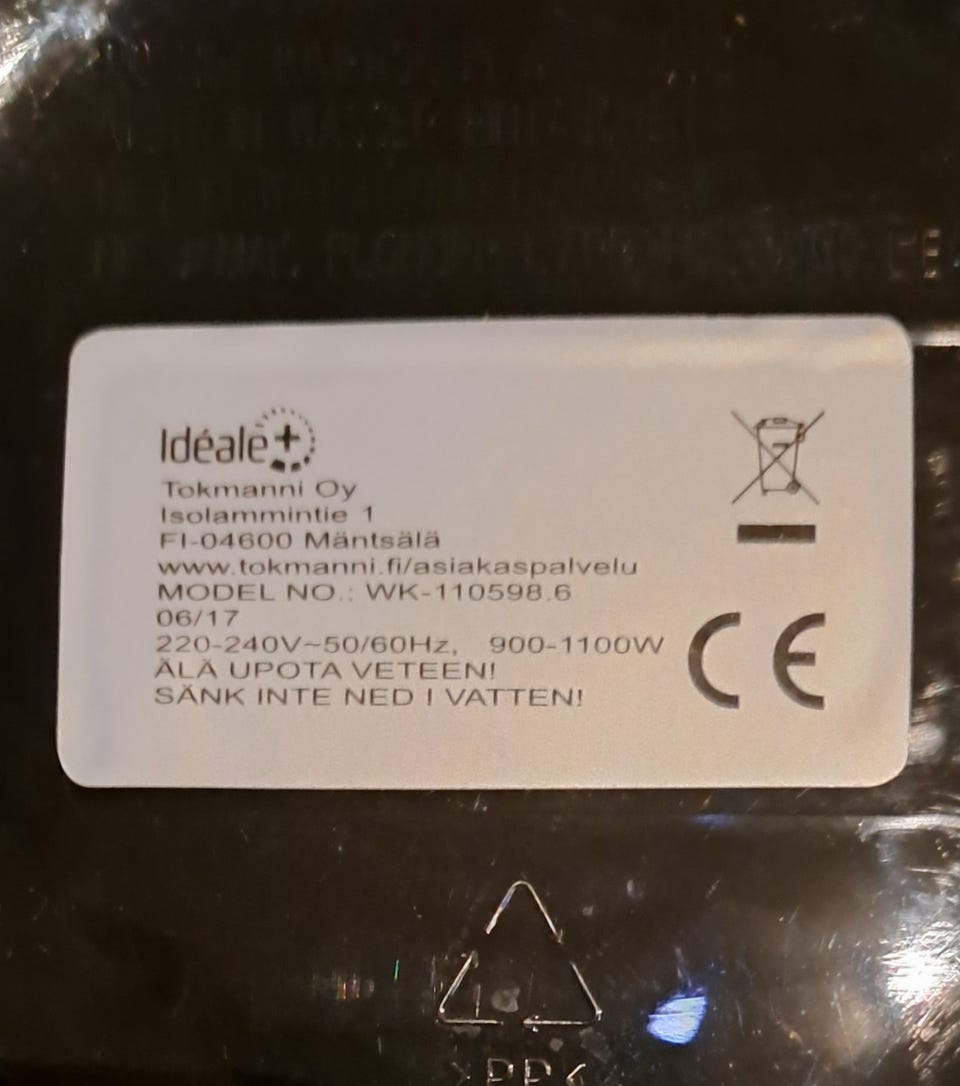 Idéale+
Tokmanni Oy
Isolammintie 1
FI-04600 Mäntsälä
www.tokmanni.fi/asiakaspalvelu
MODEL NO.: WK-110598.6
06/17
220-240V~50/60Hz, 900-1100W
ÄLÄ UPOTA VETEEN!
SÄNK INTE NED I VATTEN!
CE
>PP<